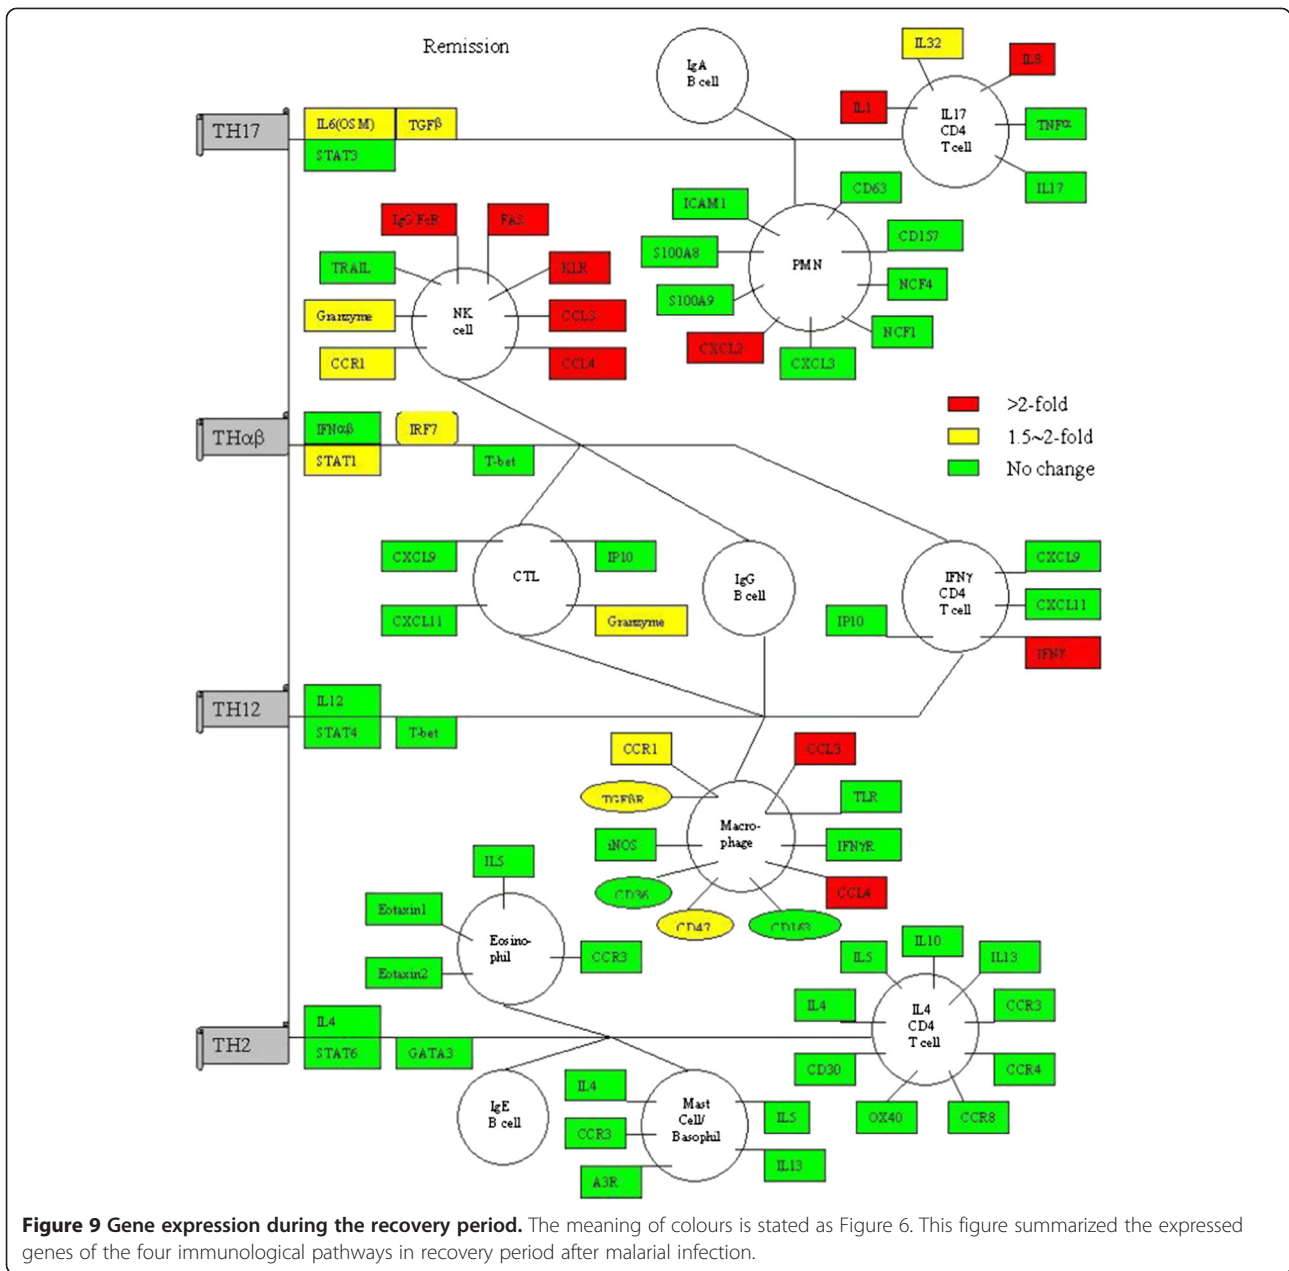 Remission
IgA
B cell
IL32
IL8
IL1
IL17
CD4
T cell
TNFα
IL17
TH17
IL6(OSM)
TGFβ
STAT3
CD63
ICAM1
CD157
S100A8
PMN
NCF4
S100A9
NCF1
CXCL2
CXCL3
IgG FcR
FAS
TRAIL
KLR
Granzyme
NK
cell
CCR1
CCL4
>2-fold
1.5~2-fold
No change
THαβ
IFNαβ
IRF7
STAT1
T-bet
CXCL9
IP10
CTL
CXCL11
Granzyme
IgG
B cell
IFNγ
CD4
T cell
CXCL9
CXCL11
IP10
IFNγ
TH12
IL12
STAT4
T-bet
CCR1
CCL3
TGFβR
TLR
Macro-
phage
iNOS
IFNγR
CD36
CCL4
CD47
CD163
IL5
Eotaxin1
Eosino-
phil
Eotaxin2
CCR3
IL10
IL5
IL13
IL4
IL4
CD4
T cell
CCR3
CD30
CCR4
OX40
CCR8
TH2
IL4
STAT6
GATA3
IgE
B cell
IL4
Mast
Cell/
Basophil
IL5
CCR3
IL13
A3R
Figure 9 Gene expression during the recovery period. The meaning of colours is stated as Figure 6. This figure summarized the expressed
genes of the four immunological pathways in recovery period after malarial infection.